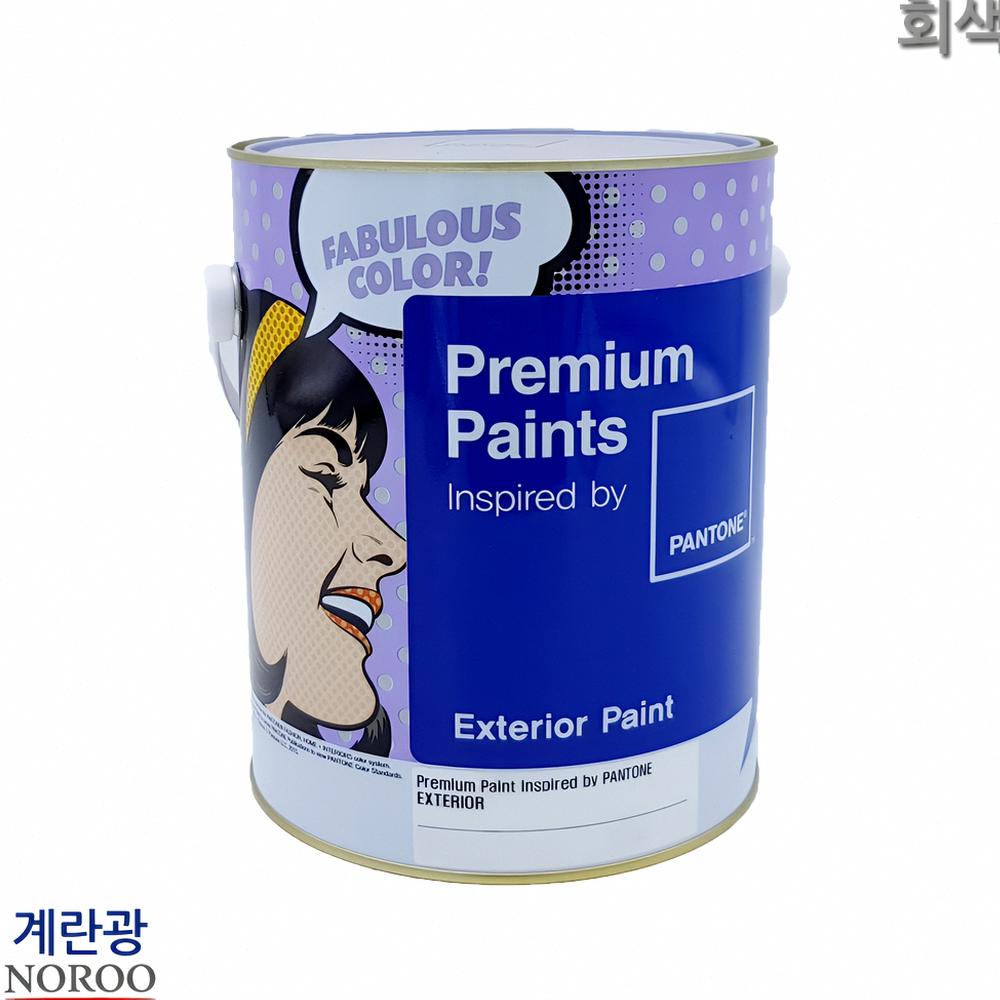 회색
FABULOUS
COLOR!
Premium
Paints
Inspired by
PANTONE®
Exterior Paint
Premium Paint Inspired by PANTONE
EXTERIOR
계란광
NOROO